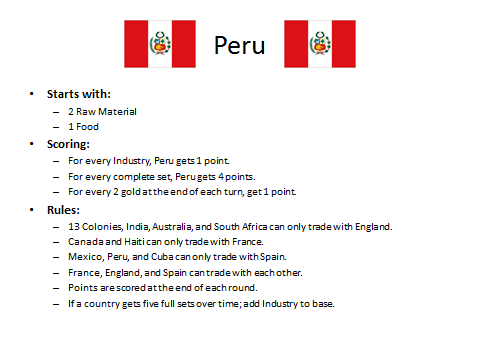 Peru
• Starts with:
– 2 Raw Material
– 1 Food
• Scoring:
– For every Industry, Peru gets 1 point.
– For every complete set, Peru gets 4 points.
– For every 2 gold at the end of each turn, get 1 point.
• Rules:
– 13 Colonies, India, Australia, and South Africa can only trade with England.
– Canada and Haiti can only trade with France.
– Mexico, Peru, and Cuba can only trade with Spain.
– France, England, and Spain can trade with each other.
– Points are scored at the end of each round.
– If a country gets five full sets over time; add Industry to base.